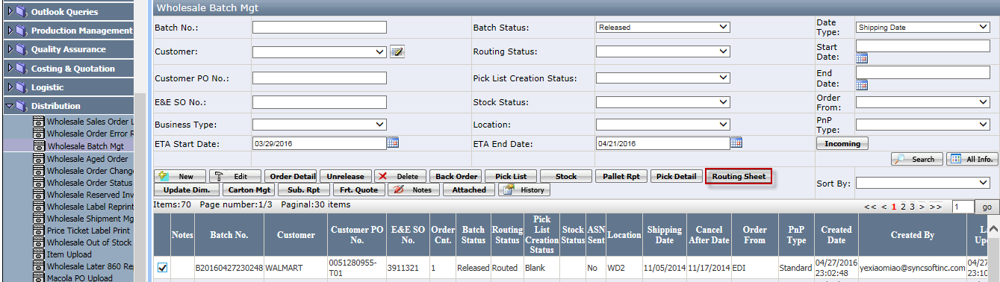 Outlook Queries
Production Management
Quality Assurance
Costing & Quotation
Logistic
Distribution
Wholesale Sales Order L
Wholesale Order Error R
Wholesale Batch Mgt
Wholesale Aged Order
Wholesale Order Chang
Wholesale Order Status
Wholesale Reserved Inv
Wholesale Label Reprint
Wholesale Shipment Mg
Price Ticket Label Print
Wholesale Out of Stock
Item Upload
Wholesale Later 860 Re
Macola PO Upload
Wholesale Batch Mgt
Batch No.: Batch Status: Released Date Type: Shipping Date
Customer: Routing Status: Start Date:
Customer PO No.: Pick List Creation Status: End Date:
E&E SO No.: Stock Status: Order From:
Business Type: Location: PnP Type:
ETA Start Date: 03/29/2016 ETA End Date: 04/21/2016 Incoming
Search All Info.
New Edit Order Detail Unrelease Delete Back Order Pick List Stock Pallet Rpt Pick Detail Routing Sheet Sort By:
Update Dim. Carton Mgt Sub. Rpt Frt. Quote Notes Attached History
Items:70 Page number:1/3 Paginal:30 items << < 1 2 3 > >> 1 go
Notes Batch No. Customer Customer PO No. E&E SO No. Order Cnt. Batch Status Routing Status Pick List Creation Status Stock Status ASN Sent Location Shipping Date Cancel After Date Order From PnP Type Created Date Created By La Up
B20160427230248 WALMART 0051280955-T01 3911321 1 Released Routed Blank No WD2 11/05/2014 11/17/2014 EDI Standard 04/27/2016 23:02:48 yexiaomiao@syncsoftinc.com 04/27 23:10